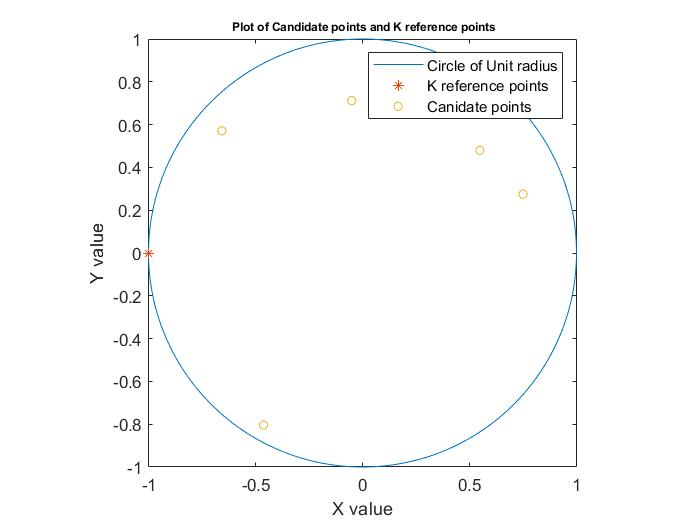 Plot of Candidate points and K reference points
Circle of Unit radius
K reference points
Canidate points
1
0.8
0.6
0.4
0.2
0
-0.2
-0.4
-0.6
-0.8
-1
Y value
-1 -0.5 0 0.5 1
X value